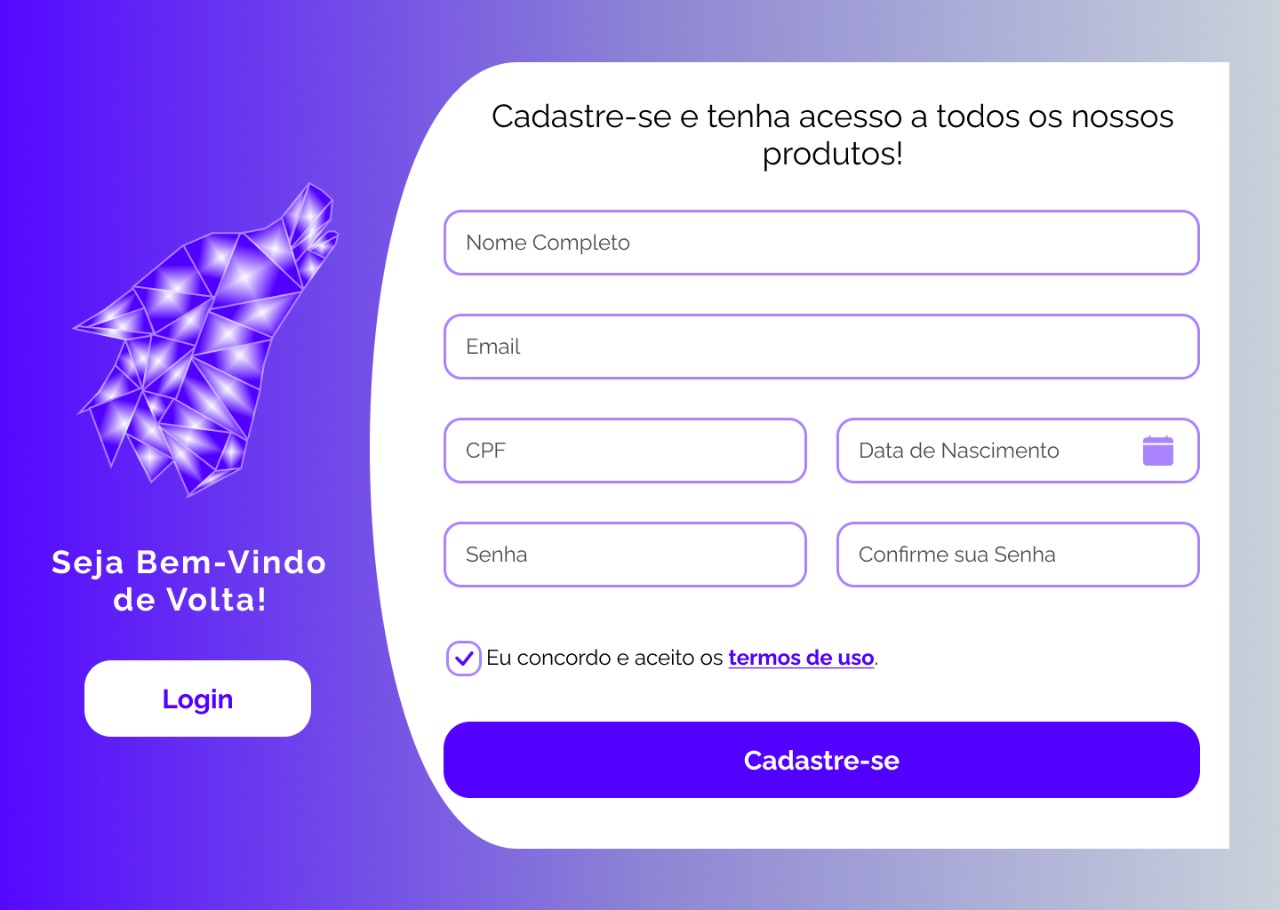 Cadastre-se e tenha acesso a todos os nossos
produtos!
Nome Completo
Email
CPF
Data de Nascimento
Senha
Confirme sua Senha
Eu concordo e aceito os termos de uso.
Cadastre-se
Seja Bem-Vindo
de Volta!
Login